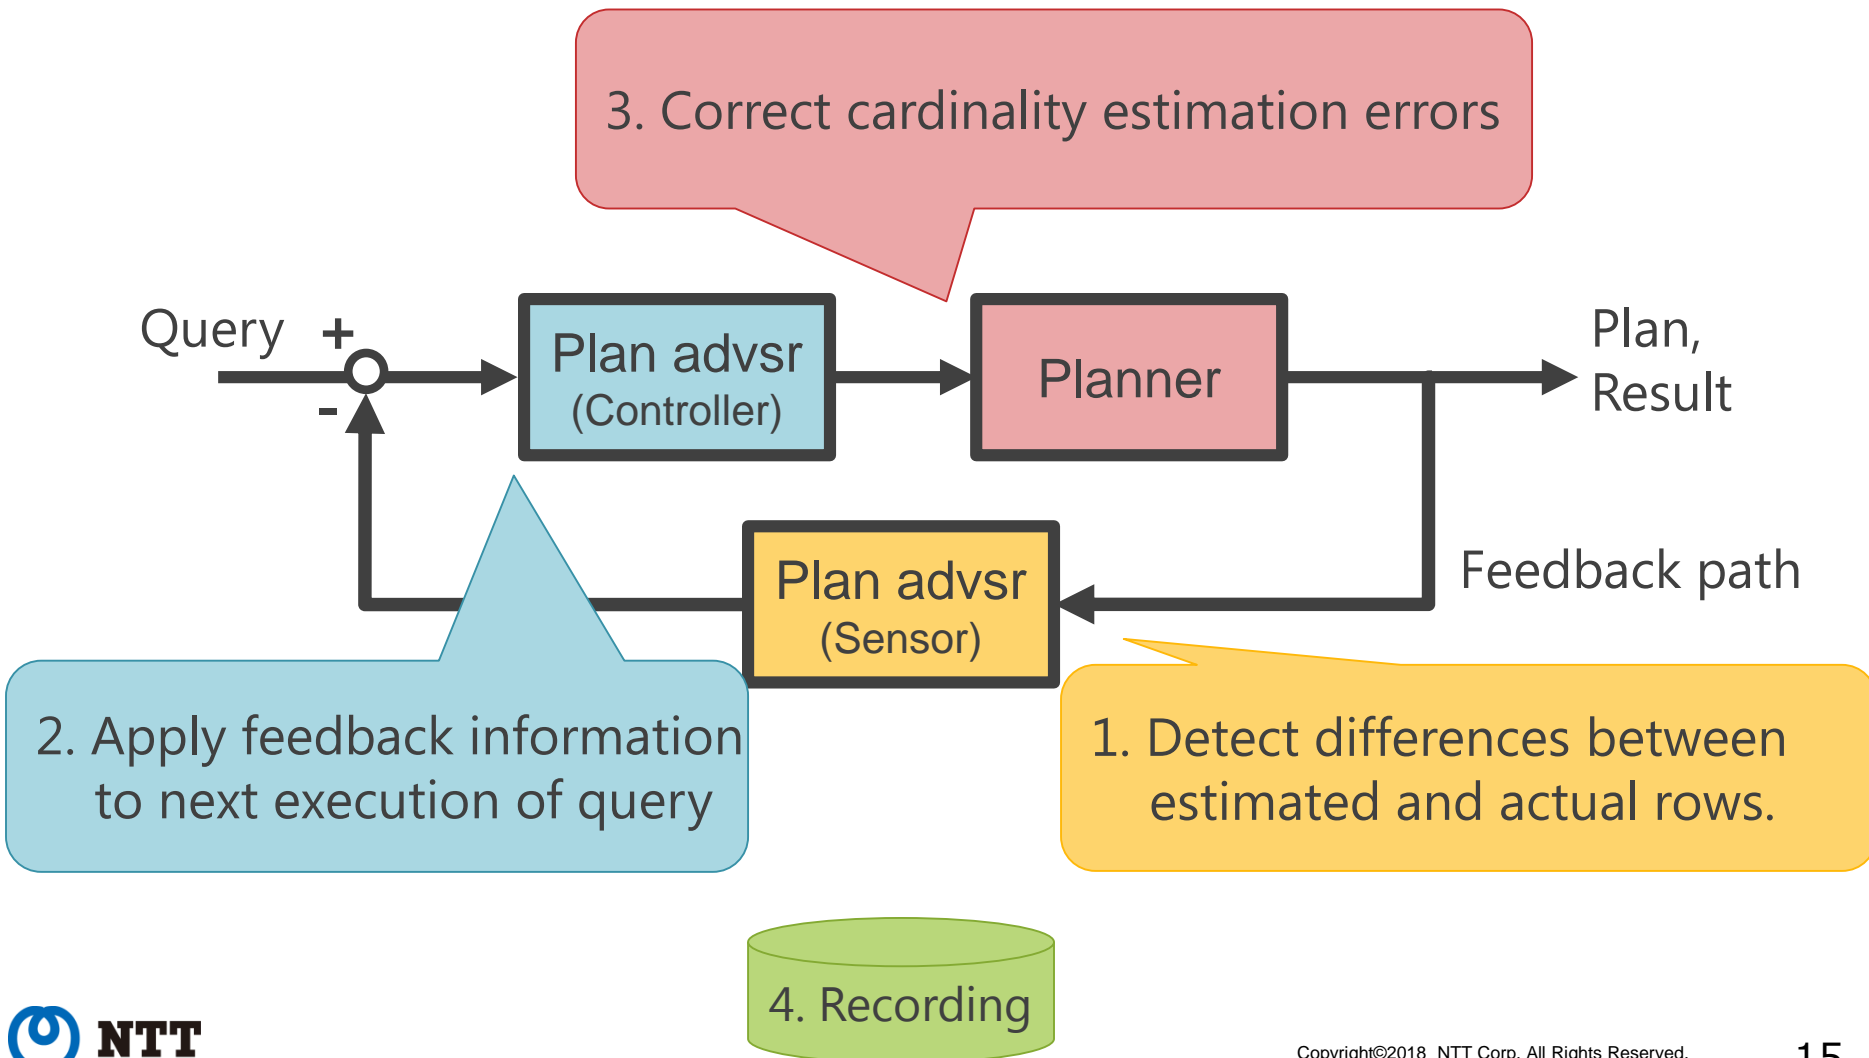 3. Correct cardinality estimation errors
Query
+
-
Plan advsr
(Controller)
Planner
Plan,
Result
Plan advsr
(Sensor)
Feedback path
2. Apply feedback information
to next execution of query
1. Detect differences between
estimated and actual rows.
4. Recording
NTT
Copyright©2018 NTT Corp. All Rights Reserved.
15